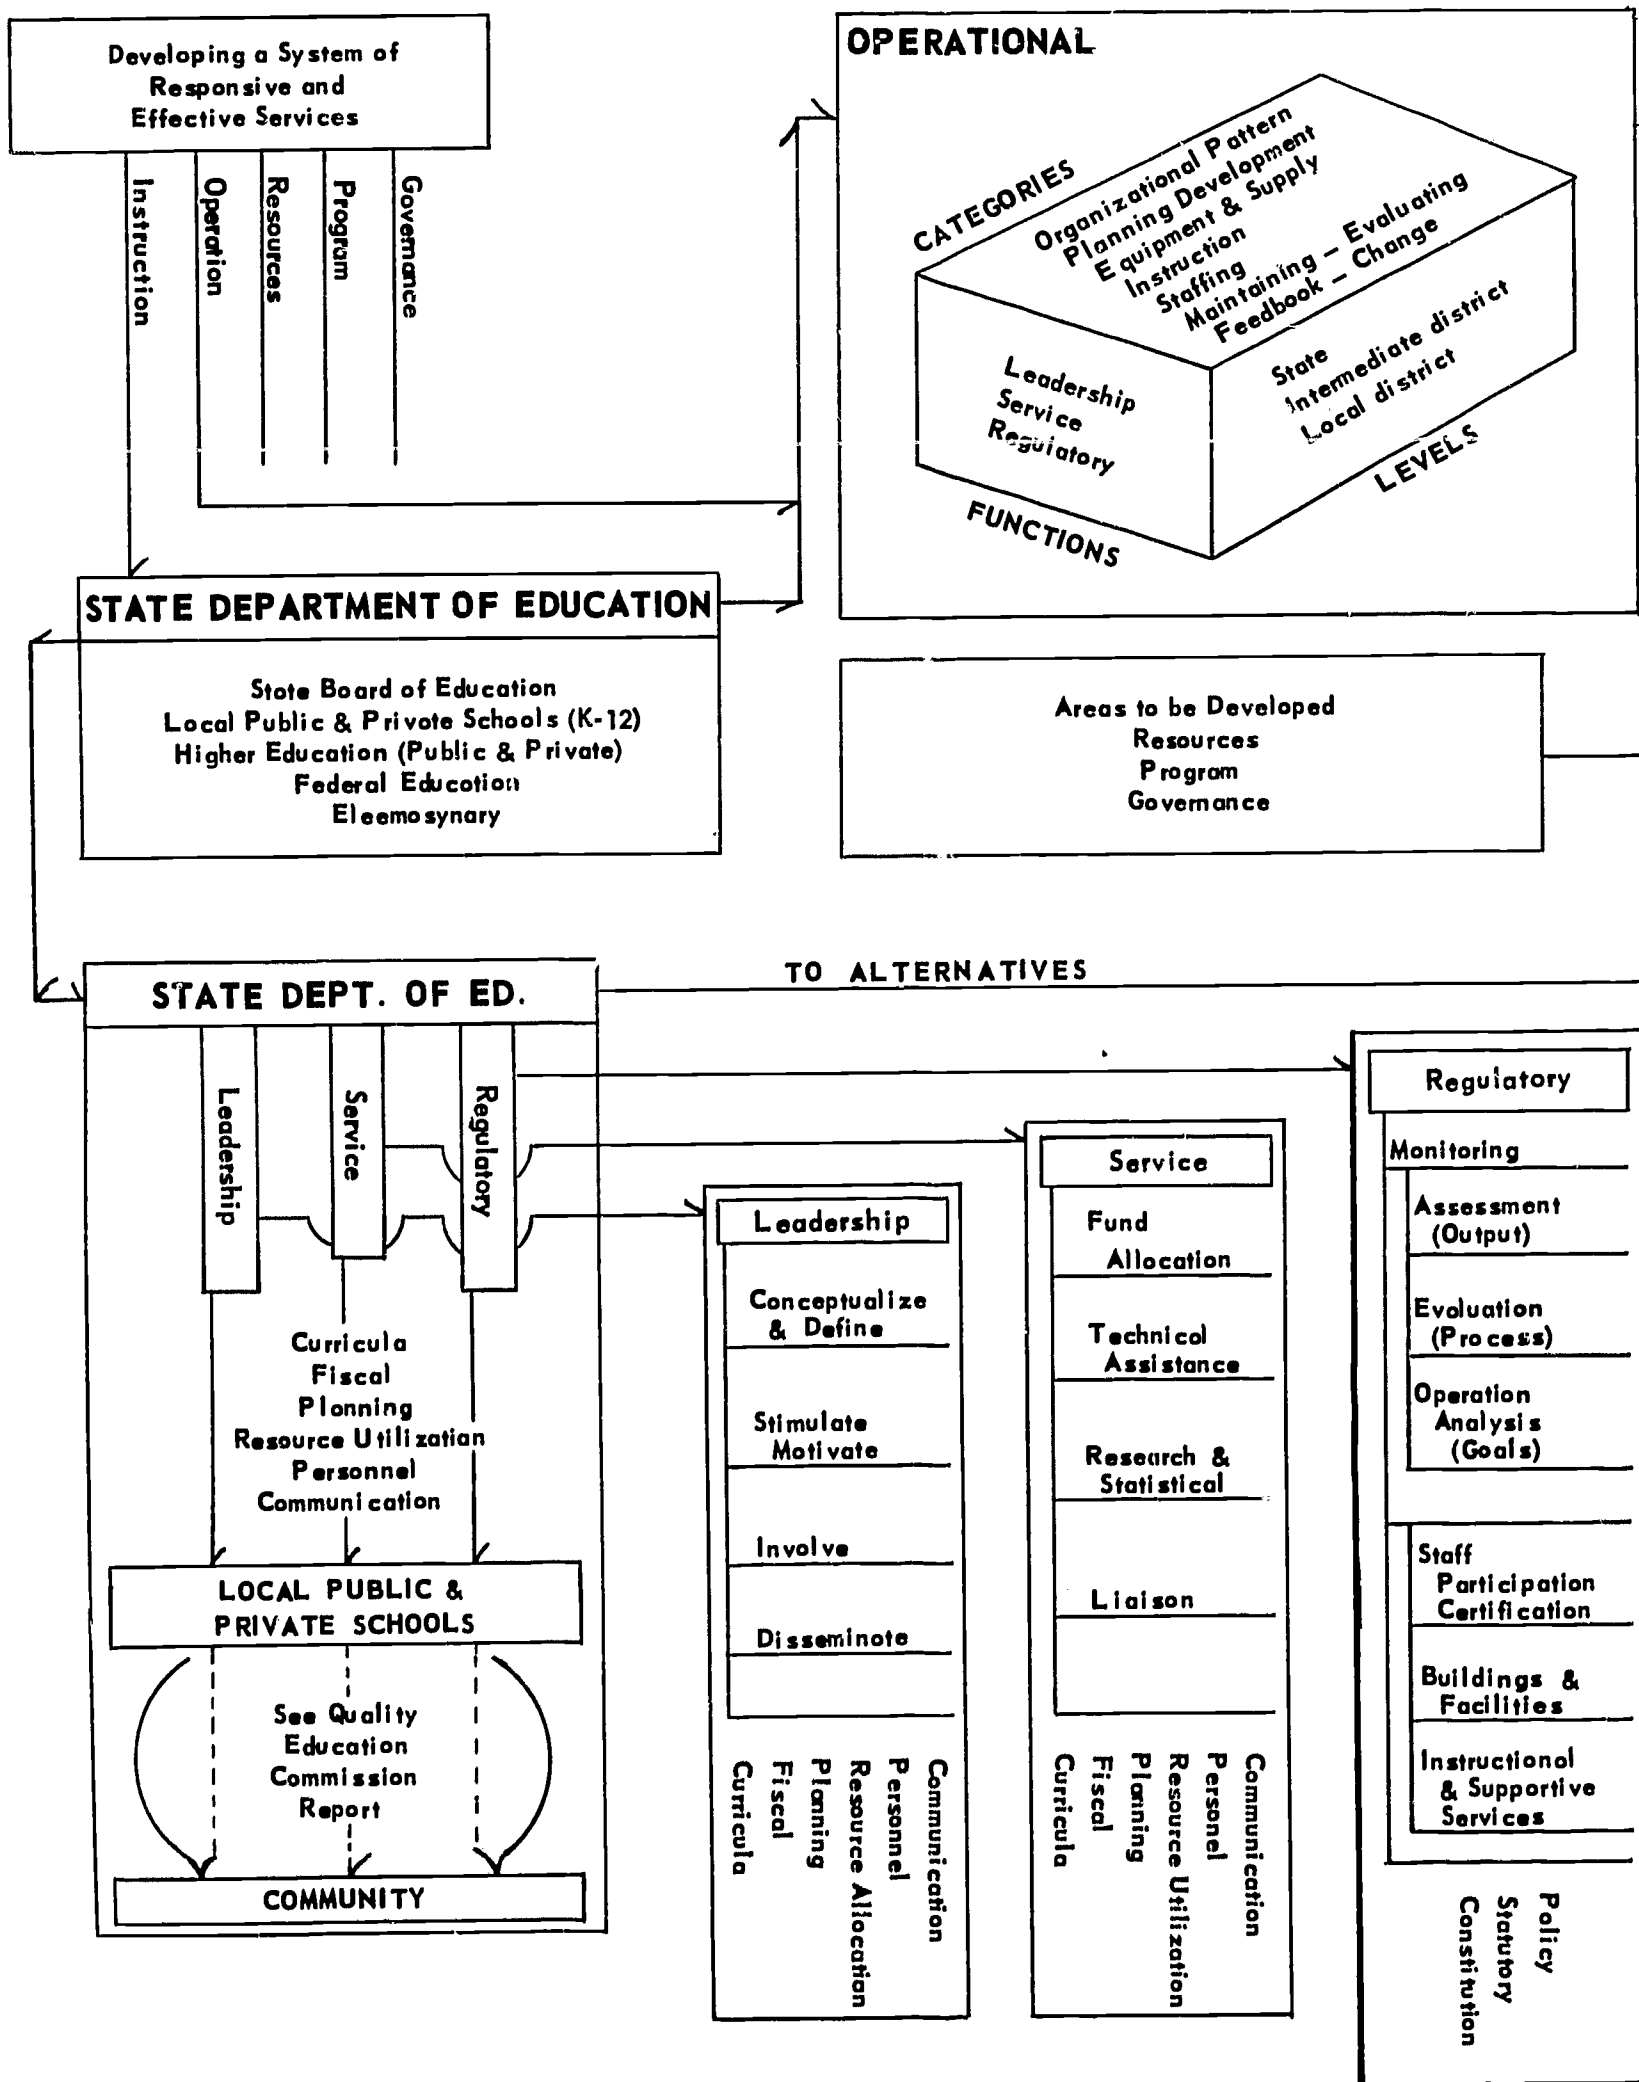 Developing a System of
Responsive and
Effective Services
Instruction
Operation
Resources
Program
Governance
OPERATIONAL
CATEGORIES
Organizational Pattern
Planning Development
Equipment & Supply
Instruction
Staffing
Maintaining – Evaluating
Feedback – Change
Leadership
Service
Regulatory
FUNCTIONS
State
Intermediate district
Local district
LEVELS
STATE DEPARTMENT OF EDUCATION
State Board of Education
Local Public & Private Schools (K-12)
Higher Education (Public & Private)
Federal Education
Eleemosynary
Areas to be Developed
Resources
Program
Governance
STATE DEPT. OF ED.
TO ALTERNATIVES
Leadership
Service
Regulatory
Curricula
Fiscal
Planning
Resource Utilization
Personnel
Communication
LOCAL PUBLIC &
PRIVATE SCHOOLS
See Quality
Education
Commission
Report
COMMUNITY
Leadership
Conceptualize
& Define
Stimulate
Motivate
Involve
Disseminate
Curricula
Fiscal
Planning
Resource Allocation
Personnel
Communication
Service
Fund
Allocation
Technical
Assistance
Research &
Statistical
Liaison
Curricula
Fiscal
Planning
Resource Utilization
Personel
Communication
Regulatory
Monitoring
Assessment
(Output)
Evaluation
(Process)
Operation
Analysis
(Goals)
Staff
Participation
Certification
Buildings &
Facilities
Instructional
& Supportive
Services
Constitution
Statutory
Policy